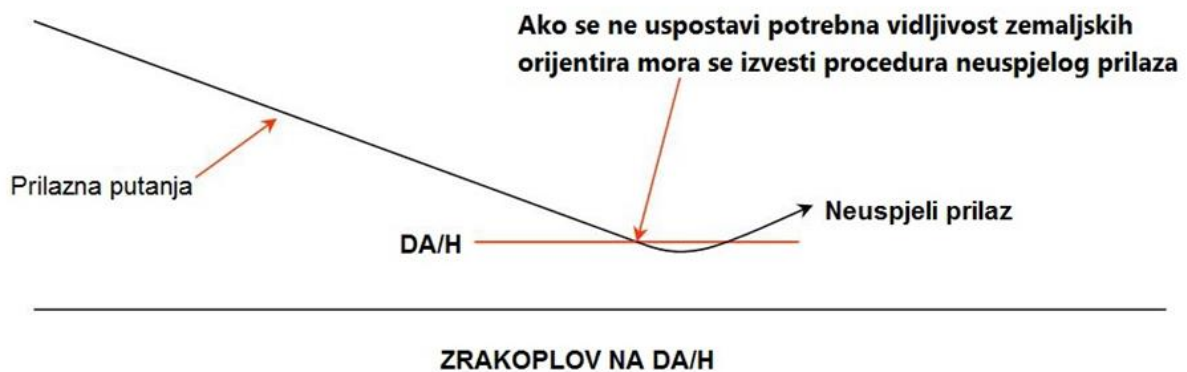 Ako se ne uspostavi potrebna vidljivost zemaljskih
orijentira mora se izvesti procedura neuspjelog prilaza
Prilazna putanja
Neuspjeli prilaz
DA/H
ZRAKOPLOV NA DA/H